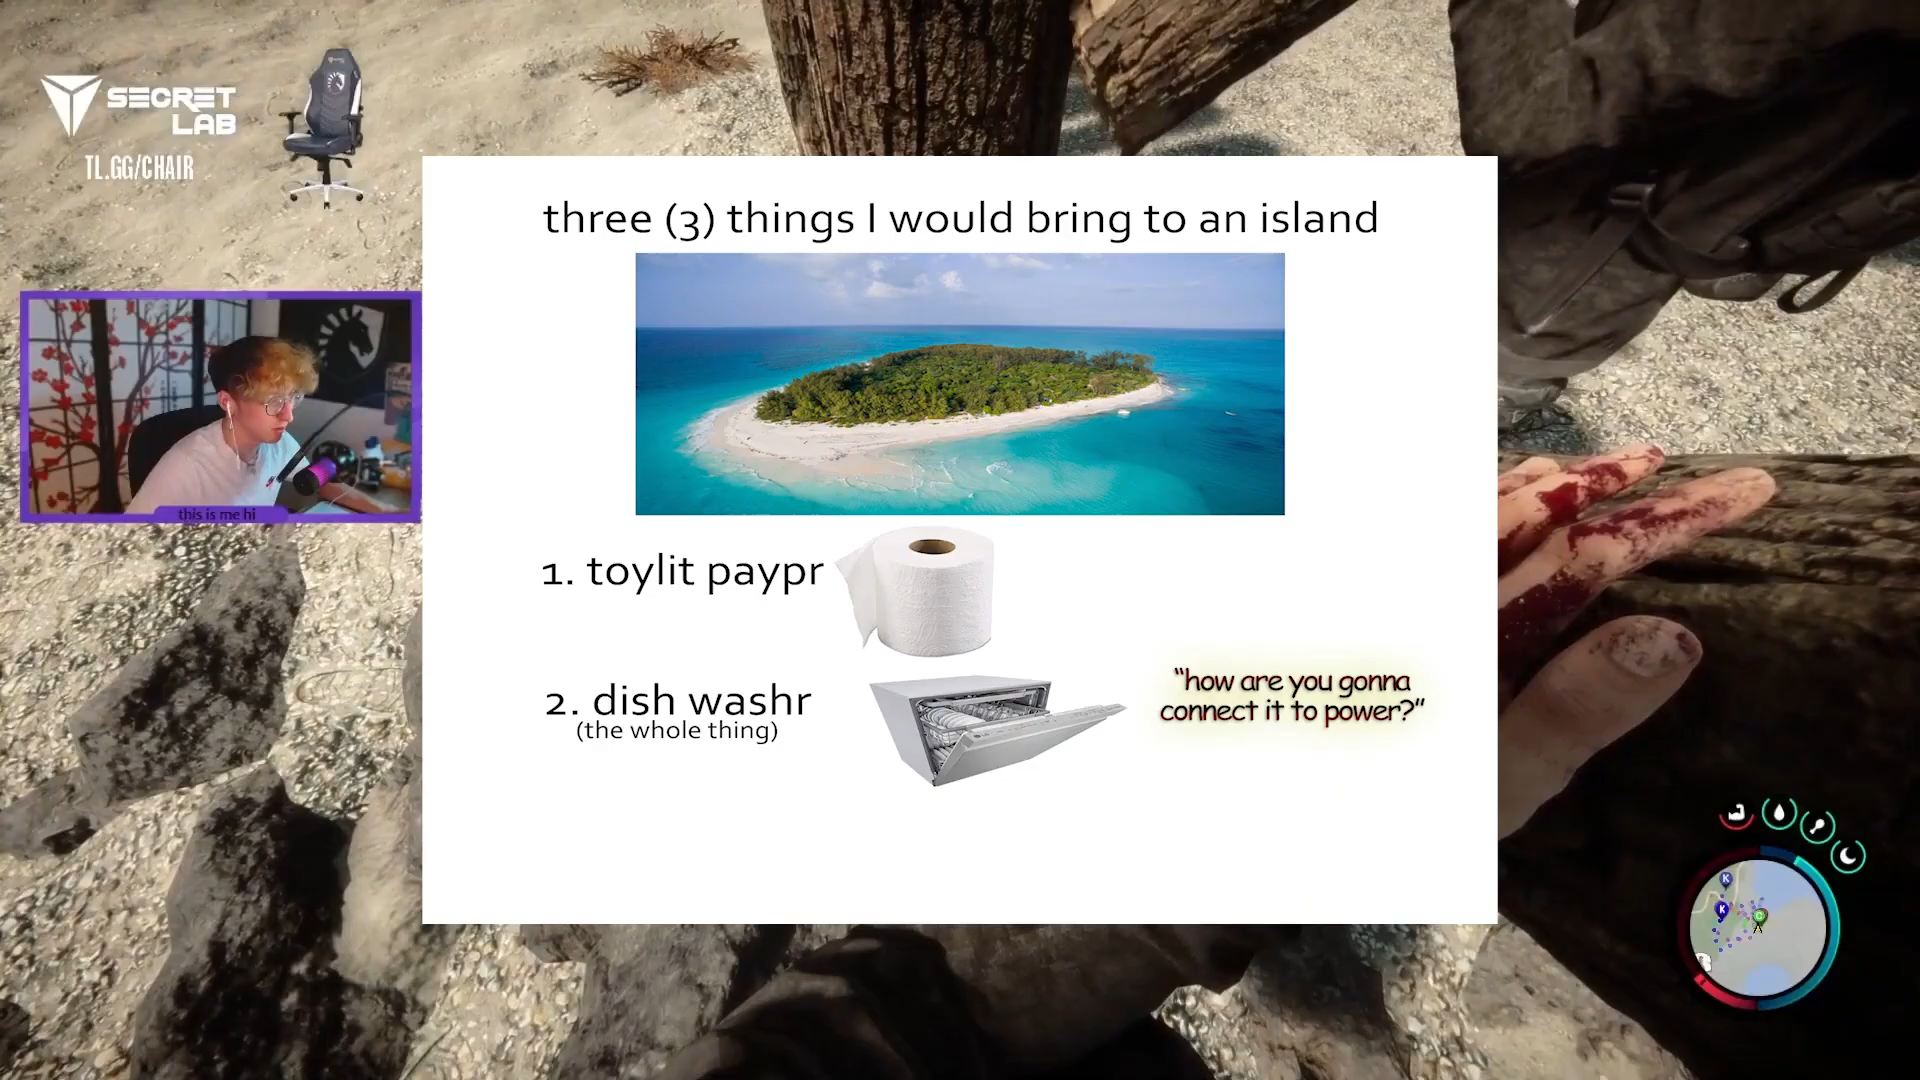 SECRET
LAB
TL.GG/CHAIR
three (3) things I would bring to an island
this is me hi
1. toylit paypr
2. dish washr
(the whole thing)
"how are you gonna
connect it to power?"
K
K
C